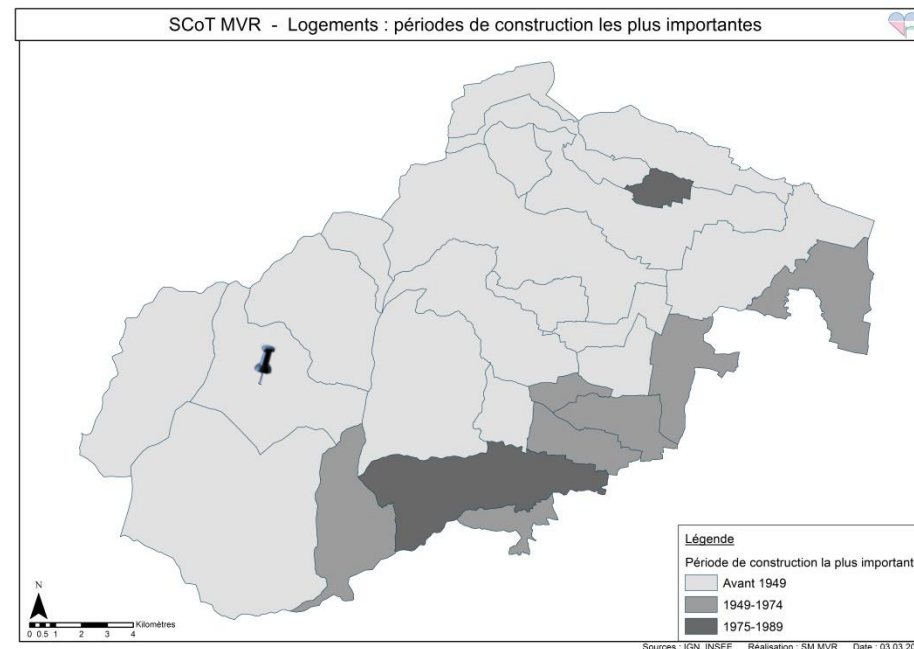 SCoT MVR - Logements : périodes de construction les plus importantes
Légende
Période de construction la plus important
Avant 1949
1949-1974
1975-1989
N
0 0.5 1 2 3 4 Kilomètres
Sources : IGN, INSEE Réalisation : SM MVR Date : 03.03.20